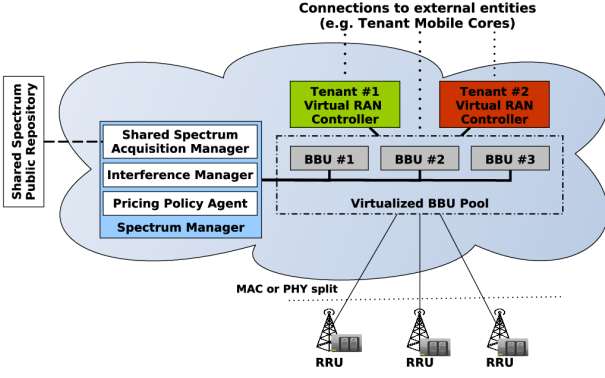 Connections to external entities
(e.g. Tenant Mobile Cores)
Shared Spectrum
Public Repository
Tenant #1
Virtual RAN
Controller
Tenant #2
Virtual RAN
Controller
Shared Spectrum
Acquisition Manager
Interference Manager
Pricing Policy Agent
Spectrum Manager
BBU #1
BBU #2
BBU #3
Virtualized BBU Pool
MAC or PHY split
RRU
RRU
RRU